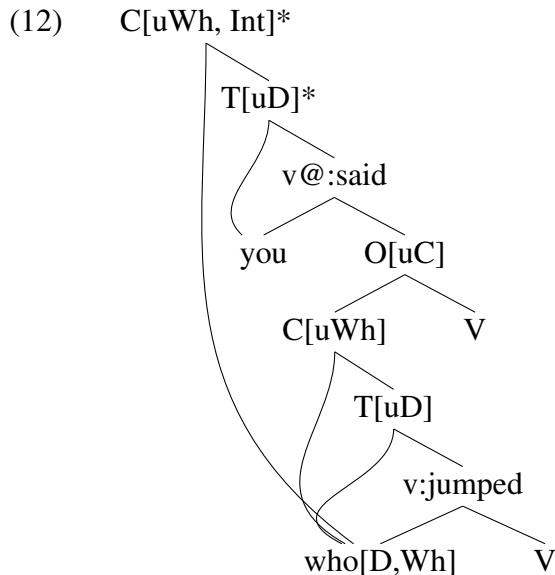 (12) C[uWh, Int]*
T[uD]*
v@:said
you O[uC]
C[uWh] V
T[uD]
v:jumped
who[D,Wh] V